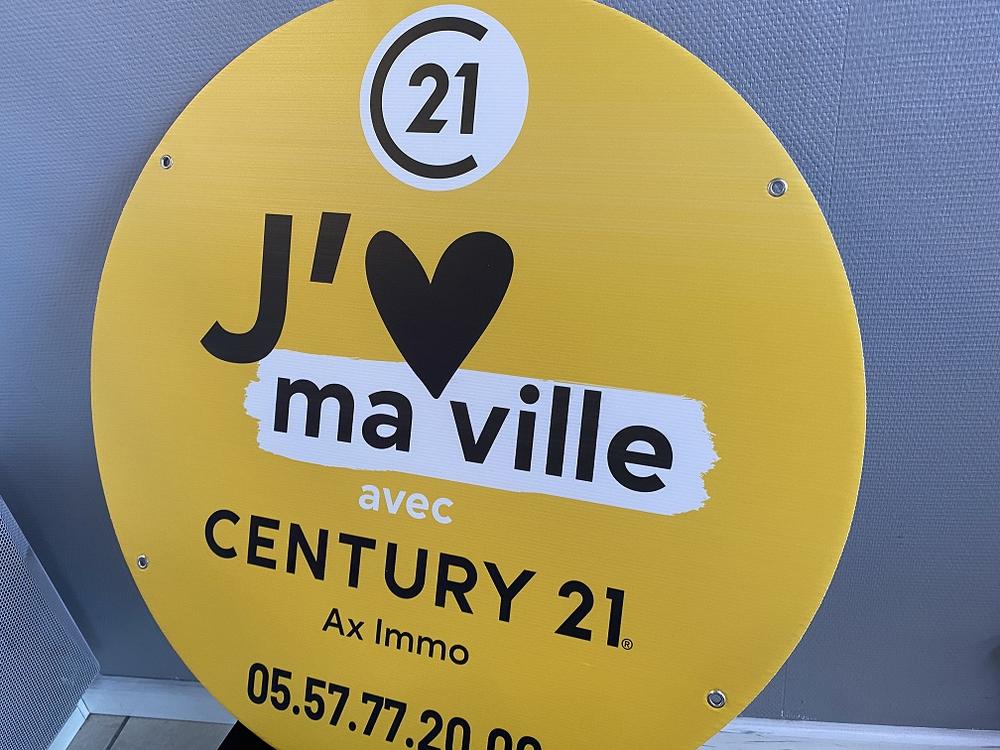 C21
J'♥
ma ville
avec
CENTURY 21®
Ax Immo
05.57.77.20